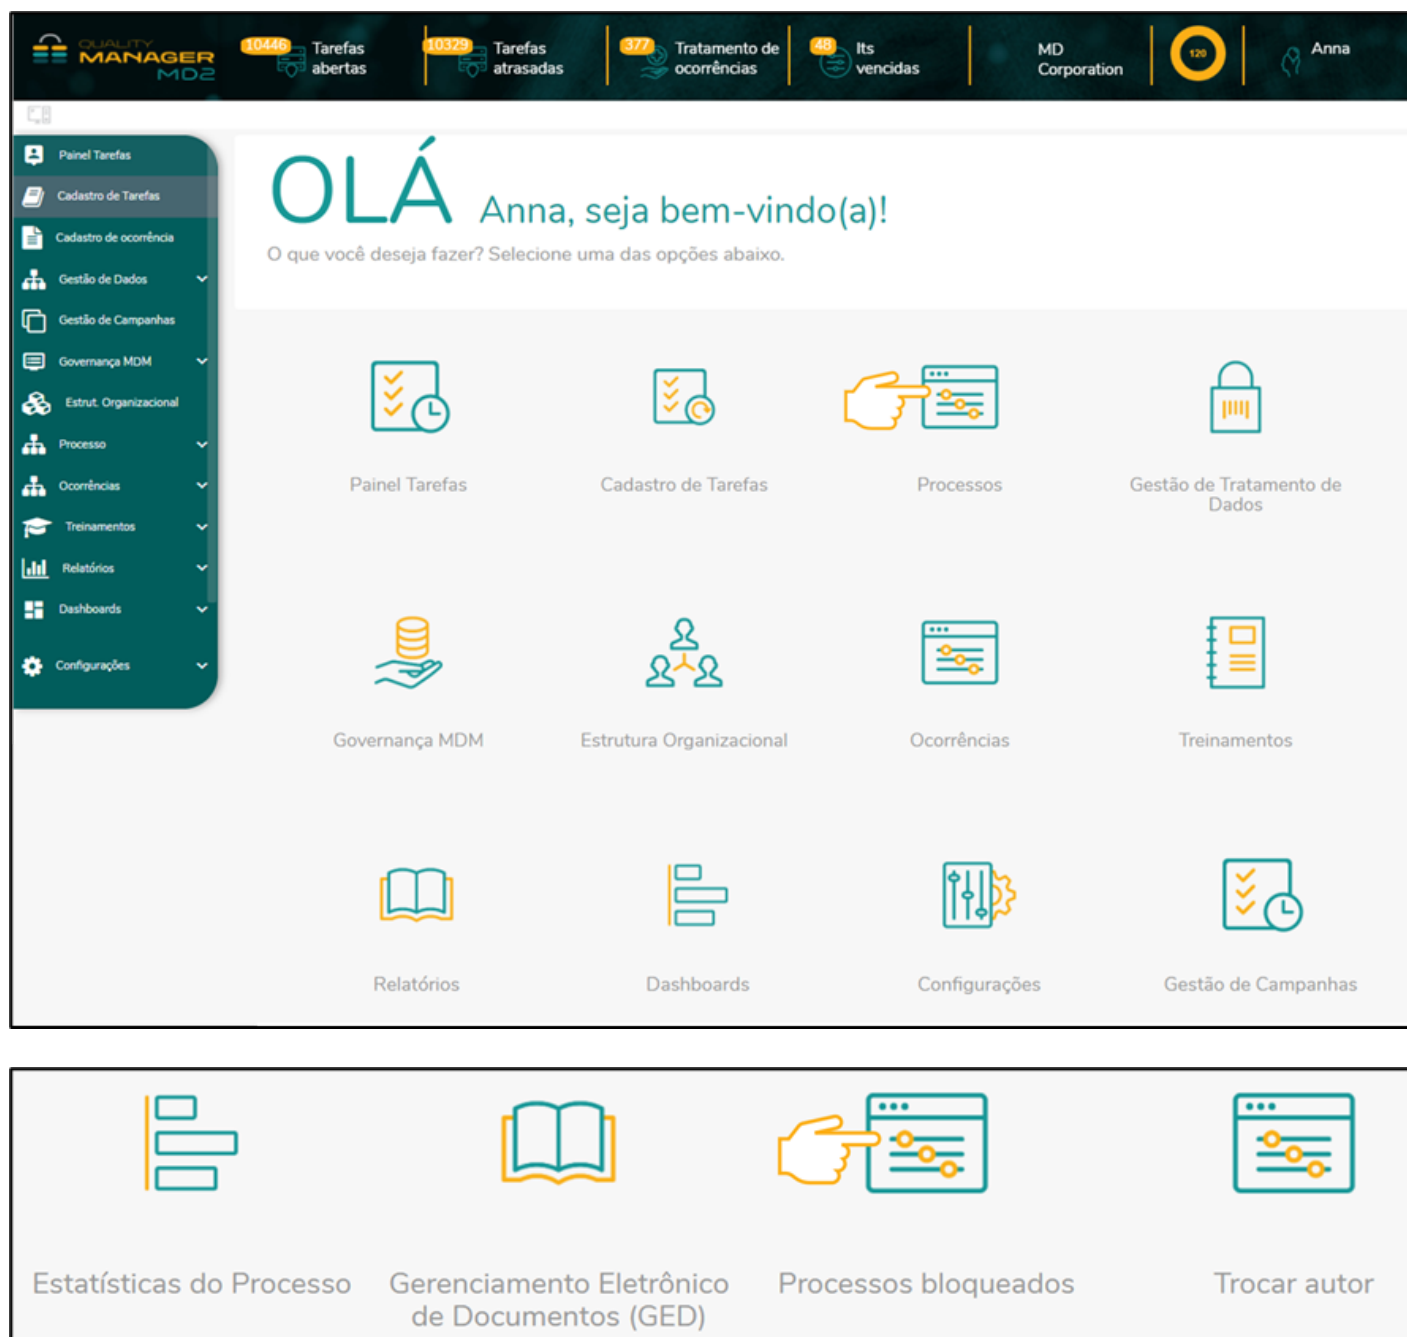 QUALITY
MANAGER
MD2
10446
Tarefas
abertas
10329
Tarefas
atrasadas
377
Tratamento de
ocorrências
48
Its
vencidas
MD
Corporation
120
Anna
Painel Tarefas
Cadastro de Tarefas
Cadastro de ocorrência
Gestão de Dados
Gestão de Campanhas
Governança MDM
Estrut. Organizacional
Processo
Ocorrências
Treinamentos
Relatórios
Dashboards
Configurações
OLÁ Anna, seja bem-vindo(a)!
O que você deseja fazer? Selecione uma das opções abaixo.
Painel Tarefas
Cadastro de Tarefas
Processos
Gestão de Tratamento de
Dados
Governança MDM
Estrutura Organizacional
Ocorrências
Treinamentos
Relatórios
Dashboards
Configurações
Gestão de Campanhas
Estatísticas do Processo
Gerenciamento Eletrônico
de Documentos (GED)
Processos bloqueados
Trocar autor